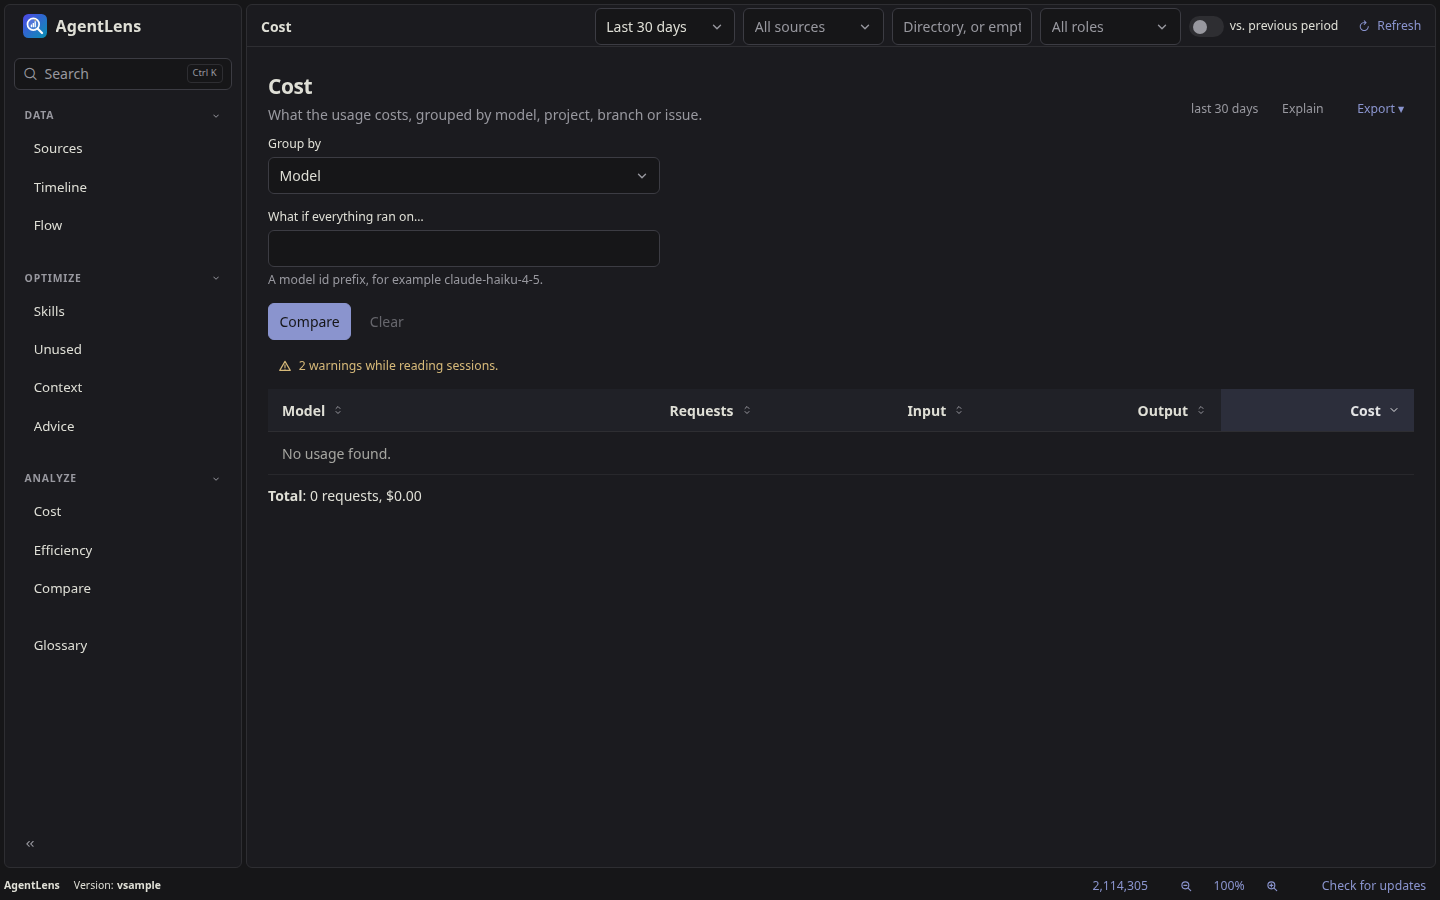 AgentLens
Search
Ctrl K
DATA
Sources
Timeline
Flow
OPTIMIZE
Skills
Unused
Context
Advice
ANALYZE
Cost
Efficiency
Compare
Glossary
«
Cost
Last 30 days
All sources
Directory, or empt
All roles
vs. previous period
Refresh
Cost
What the usage costs, grouped by model, project, branch or issue.
last 30 days
Explain
Export ▾
Group by
Model
What if everything ran on…
A model id prefix, for example claude-haiku-4-5.
Compare
Clear
2 warnings while reading sessions.
Model Requests Input Output Cost
No usage found.
Total: 0 requests, $0.00
AgentLens Version: vsample
2,114,305
100%
Check for updates